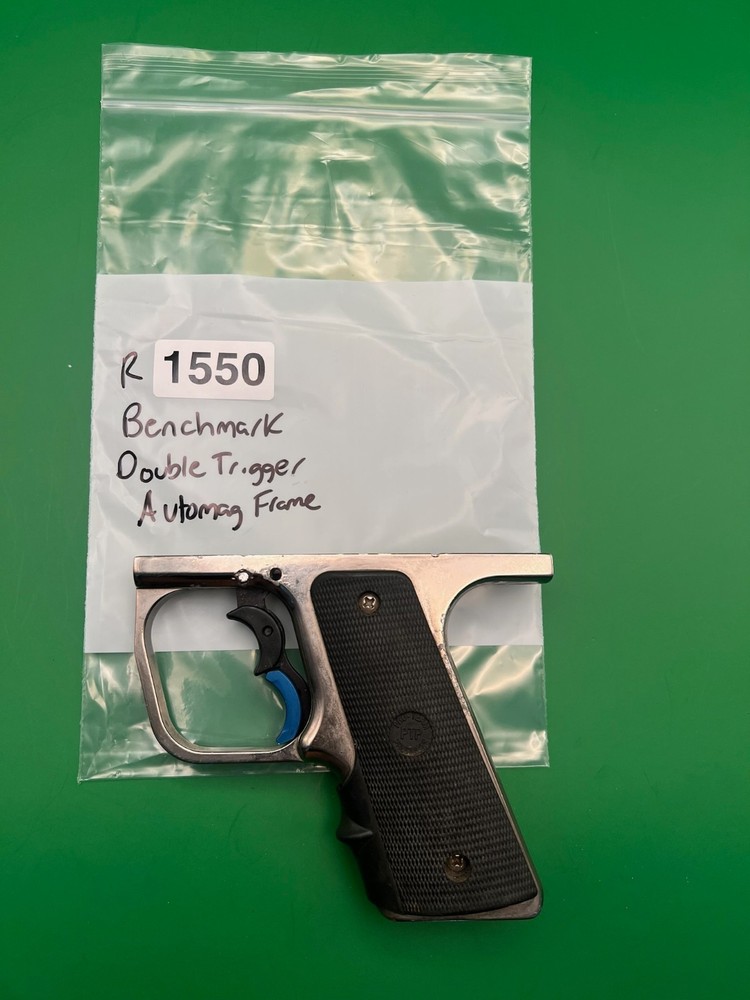 R 1550
Benchmark
Double Trigger
Automag Frame